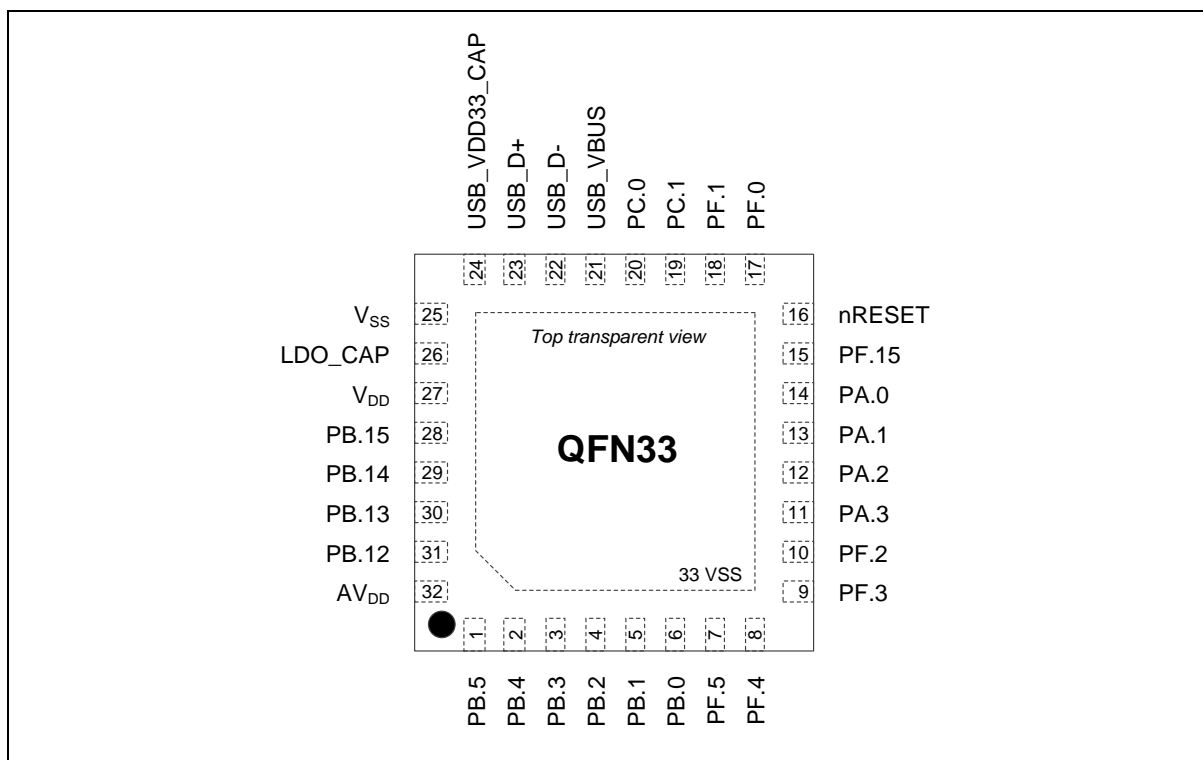 USB_VDD33_CAP
USB_D+
USB_D-
USB_VBUS
PC.0
PC.1
PF.1
PF.0
24
23
22
21
20
19
18
17
VSS 25
LDO_CAP 26
VDD 27
PB.15 28
PB.14 29
PB.13 30
PB.12 31
AVDD 32
Top transparent view
QFN33
33 VSS
16 nRESET
15 PF.15
14 PA.0
13 PA.1
12 PA.2
11 PA.3
10 PF.2
9 PF.3
1
2
3
4
5
6
7
8
PB.5
PB.4
PB.3
PB.2
PB.1
PB.0
PF.5
PF.4